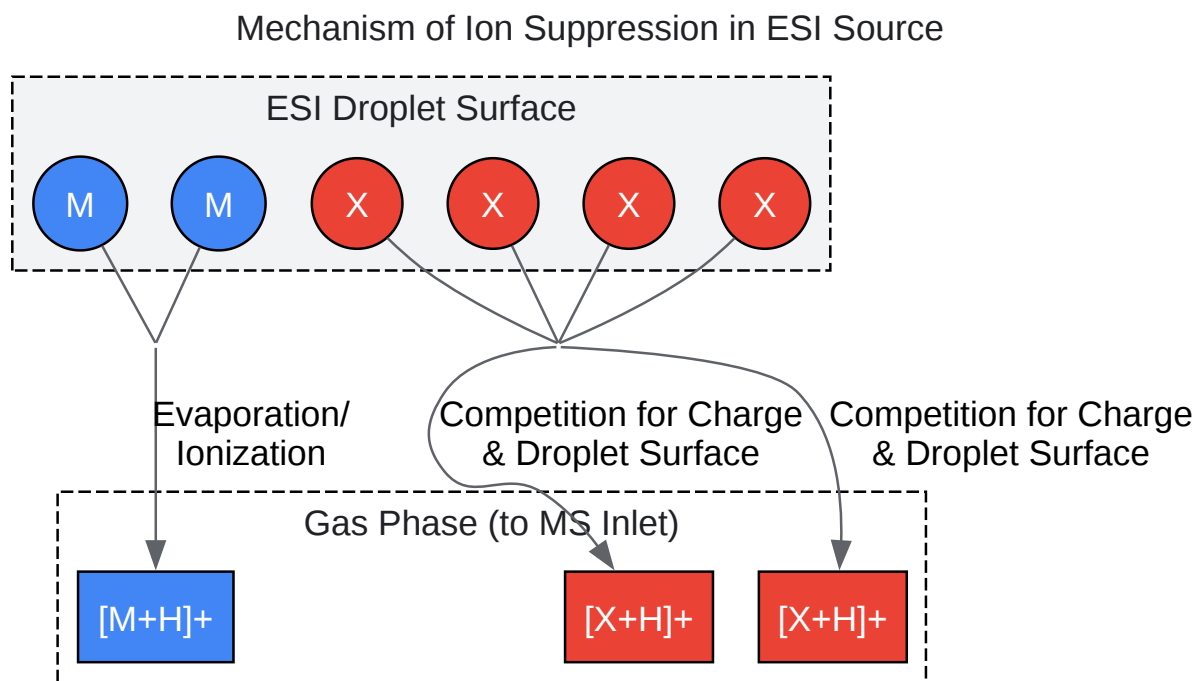 Mechanism of Ion Suppression in ESI Source
ESI Droplet Surface
M
M
X
X
X
X
Evaporation/
Ionization
Competition for Charge
& Droplet Surface
Competition for Charge
& Droplet Surface
Gas Phase (to MS Inlet)
[M+H]+
[X+H]+
[X+H]+